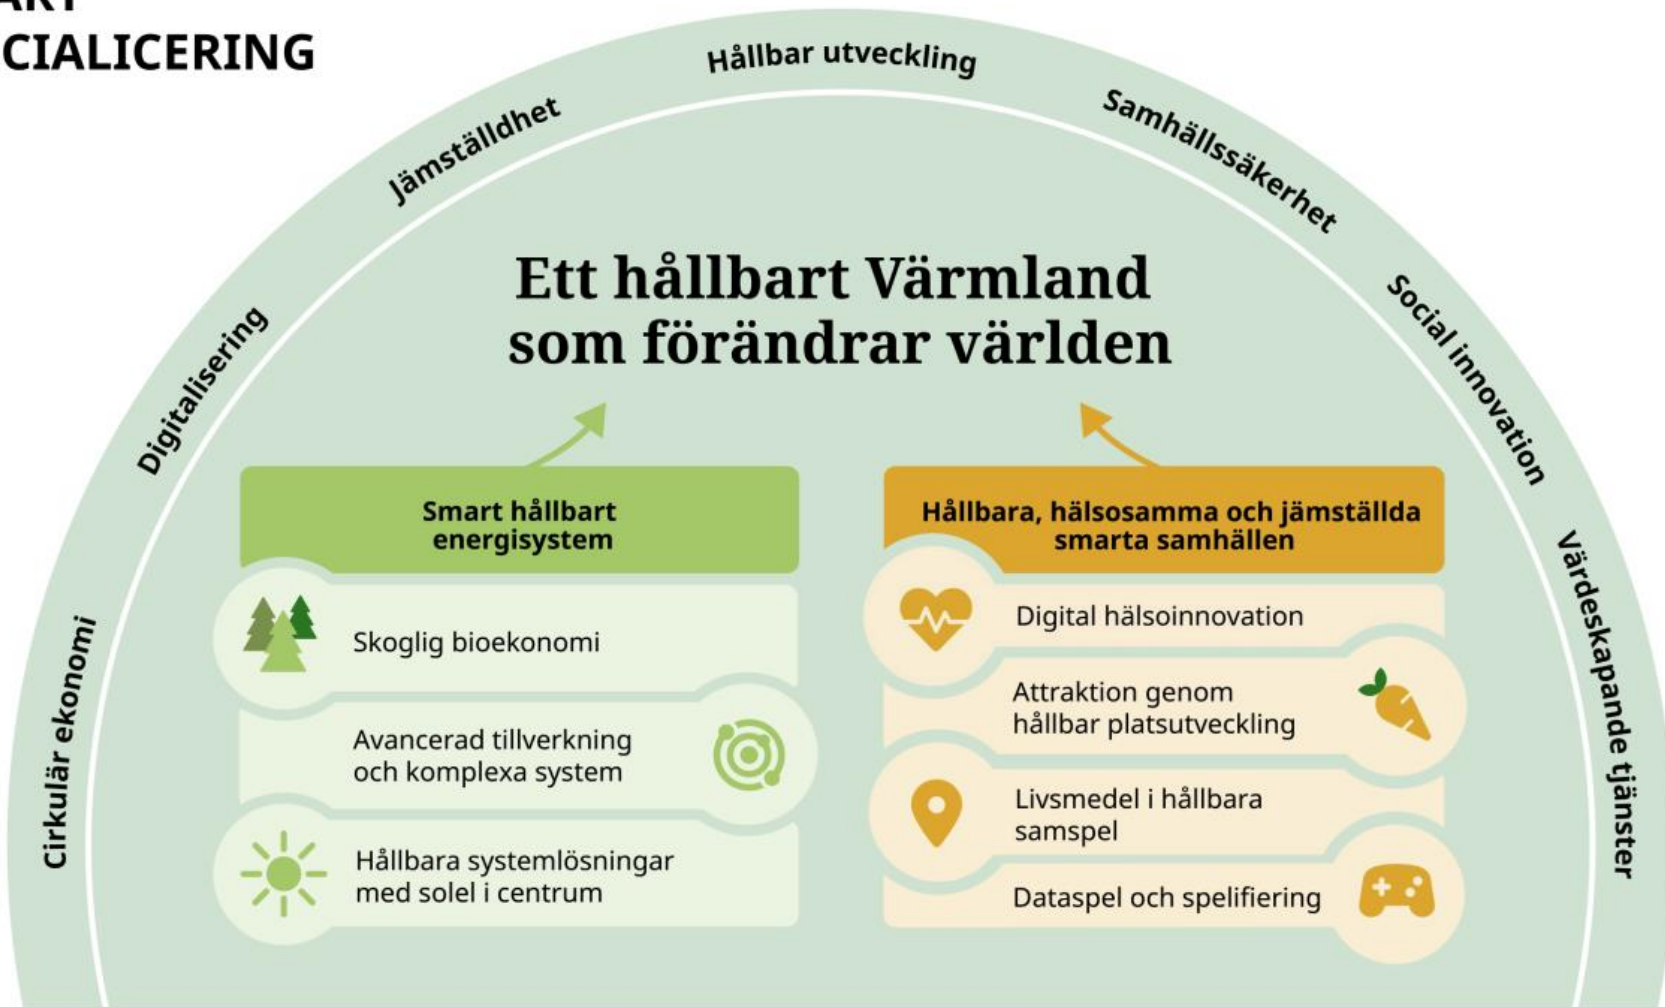 CIALICERING
Cirkulär ekonomi
Digitalisering
Jämställdhet
Hållbar utveckling
Samhällssäkerhet
Social innovation
Värdeskapande tjänster
Ett hållbart Värmland
som förändrar världen
Smart hållbart
energisystem
Skoglig bioekonomi
Avancerad tillverkning
och komplexa system
Hållbara systemlösningar
med solel i centrum
Hållbara, hälsosamma och jämställda
smarta samhällen
Digital hälsoinnovation
Attraktion genom
hållbar platsutveckling
Livsmedel i hållbara
samspel
Dataspel och spelifiering